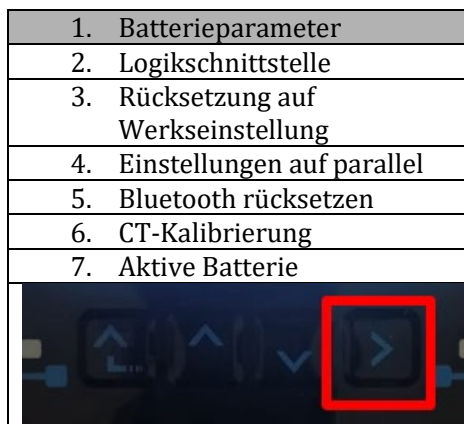 1. Batterieparameter
2. Logikschnittstelle
3. Rücksetzung auf
Werkseinstellung
4. Einstellungen auf parallel
5. Bluetooth rücksetzen
6. CT-Kalibrierung
7. Aktive Batterie